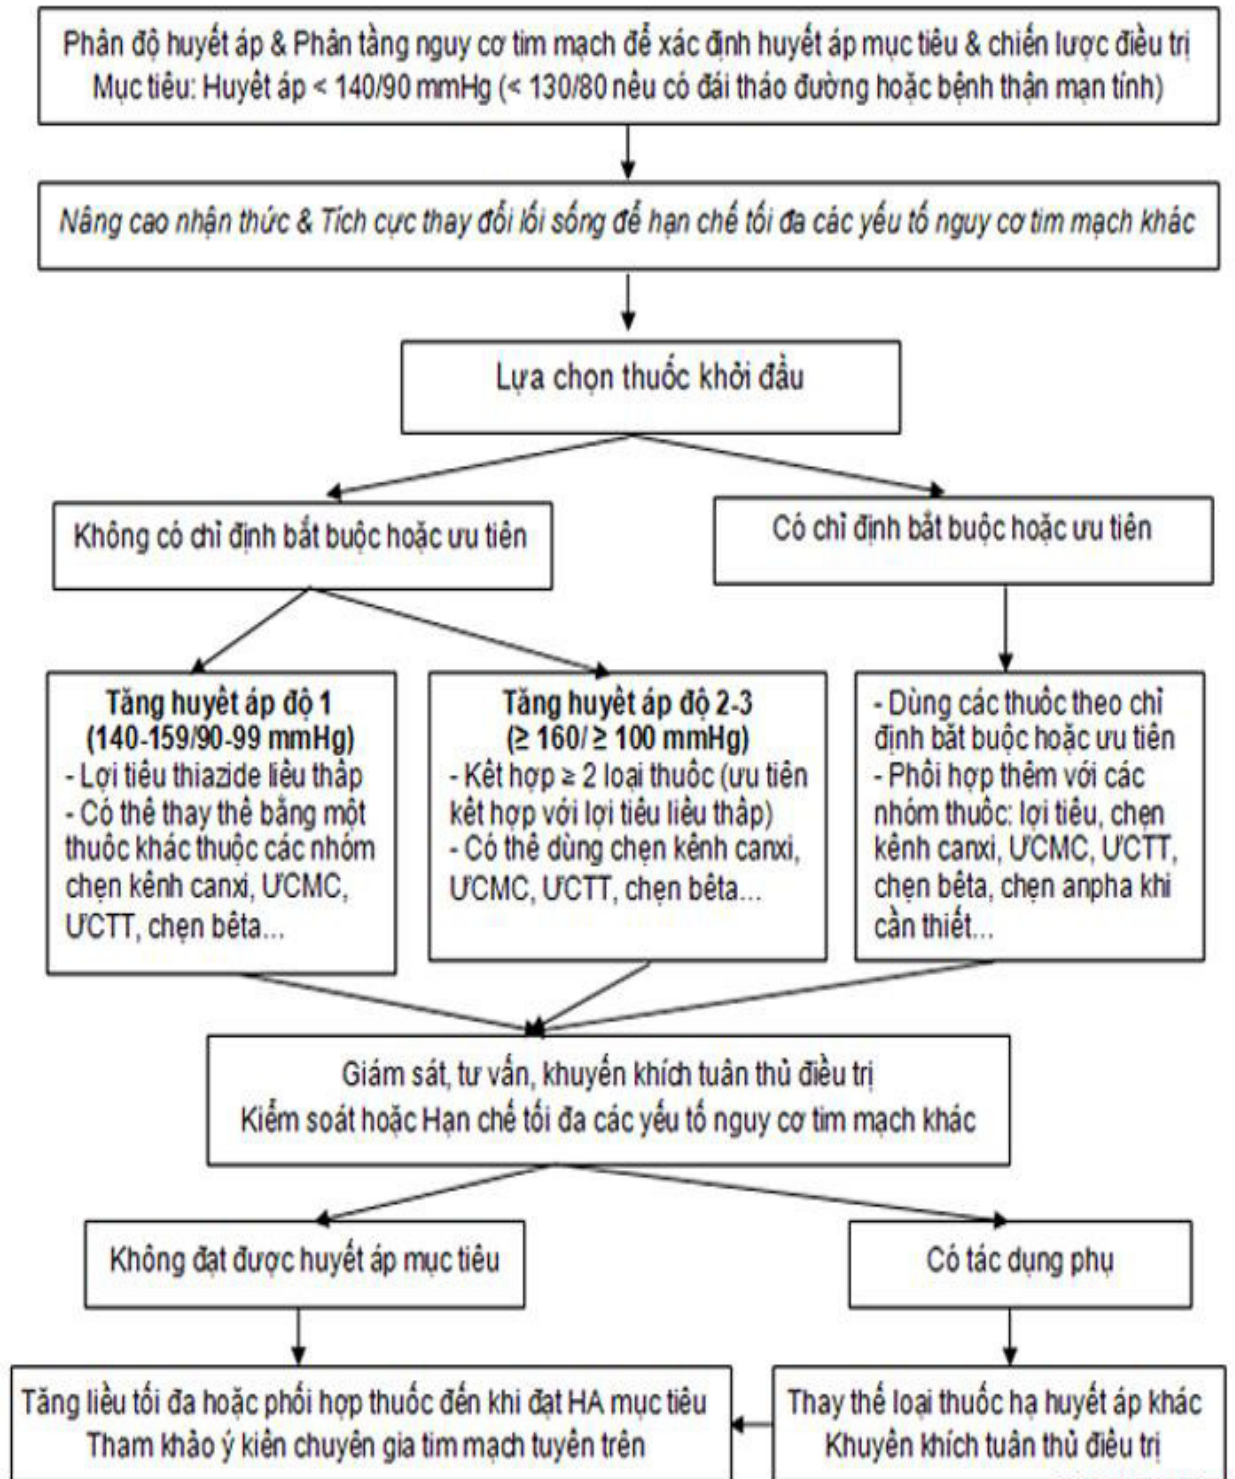 Phân độ huyết áp & Phân tầng nguy cơ tim mạch để xác định huyết áp mục tiêu & chiến lược điều trị
Mục tiêu: Huyết áp < 140/90 mmHg (< 130/80 nếu có đái tháo đường hoặc bệnh thận mạn tính)
Nâng cao nhận thức & Tích cực thay đổi lối sống để hạn chế tối đa các yếu tố nguy cơ tim mạch khác
Lựa chọn thuốc khởi đầu
Không có chỉ định bắt buộc hoặc ưu tiên
Có chỉ định bắt buộc hoặc ưu tiên
Tăng huyết áp độ 1
(140-159/90-99 mmHg)
- Lợi tiểu thiazide liều thấp
- Có thể thay thế bằng một
thuốc khác thuộc các nhóm
chẹn kênh canxi, ƯCMC,
ƯCTT, chẹn bêta...
Tăng huyết áp độ 2-3
(≥ 160/ ≥ 100 mmHg)
- Kết hợp ≥ 2 loại thuốc (ưu tiên
kết hợp với lợi tiểu liều thấp)
- Có thể dùng chẹn kênh canxi,
ƯCMC, ƯCTT, chẹn bêta...
- Dùng các thuốc theo chỉ
định bắt buộc hoặc ưu tiên
- Phối hợp thêm với các
nhóm thuốc: lợi tiểu, chẹn
kênh canxi, ƯCMC, ƯCTT,
chẹn bêta, chẹn anpha khi
cần thiết...
Giám sát, tư vấn, khuyến khích tuân thủ điều trị
Kiểm soát hoặc Hạn chế tối đa các yếu tố nguy cơ tim mạch khác
Không đạt được huyết áp mục tiêu
Có tác dụng phụ
Tăng liều tối đa hoặc phối hợp thuốc đến khi đạt HA mục tiêu
Tham khảo ý kiến chuyên gia tim mạch tuyến trên
Thay thế loại thuốc hạ huyết áp khác
Khuyến khích tuân thủ điều trị